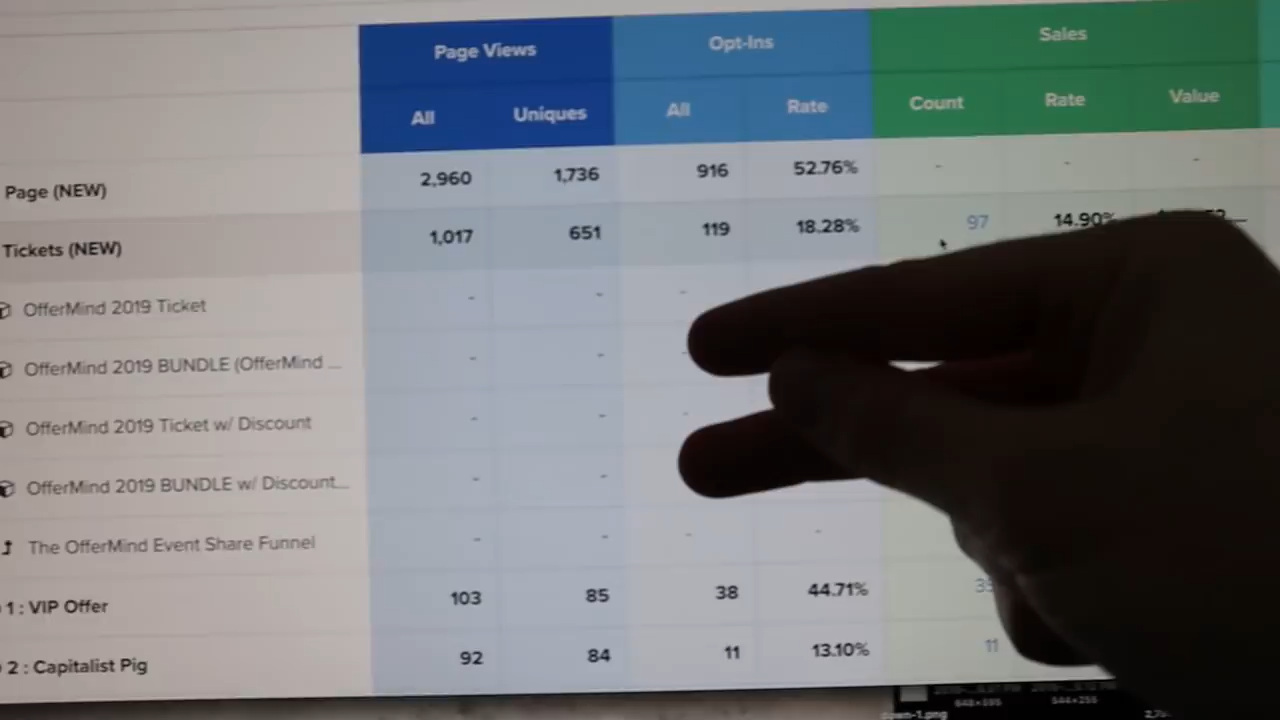 Page Views Opt-Ins Sales
All Uniques All Rate Count Rate Value
Page (NEW) 2,960 1,736 916 52.76% - - -
Tickets (NEW) 1,017 651 119 18.28% 97 14.90%
OfferMind 2019 Ticket - - -
OfferMind 2019 BUNDLE (OfferMind ... - - -
OfferMind 2019 Ticket w/ Discount - - -
OfferMind 2019 BUNDLE w/ Discount... - -
The OfferMind Event Share Funnel - - - -
1 : VIP Offer 103 85 38 44.71%
2 : Capitalist Pig 92 84 11 13.10% 11